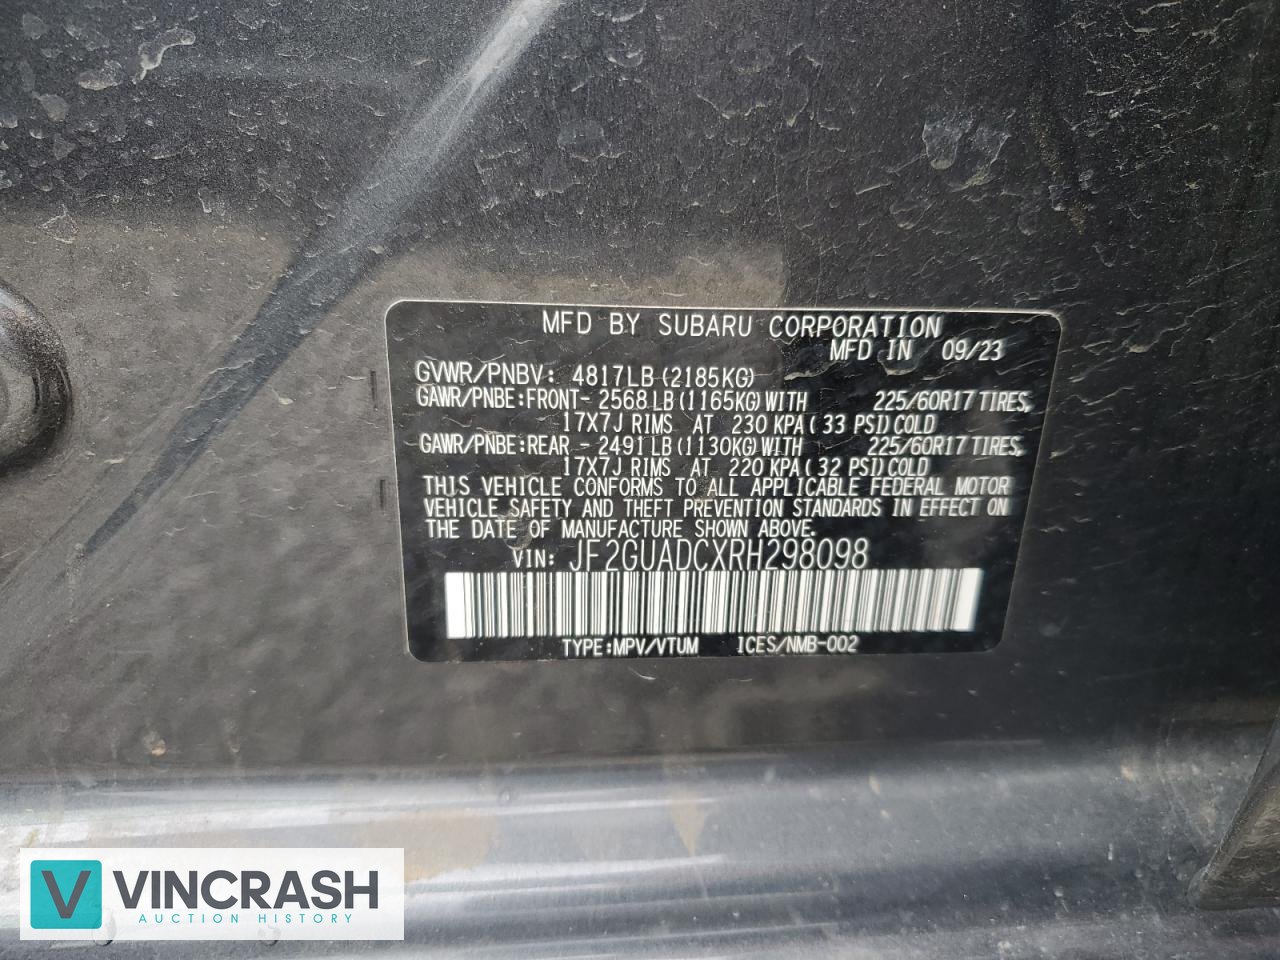 MFD BY SUBARU CORPORATION
MFD IN 09/23
GVWR/PNBV: 4817LB (2185KG)
GAWR/PNBE:FRONT- 2568 LB (1165KG) WITH 225/60R17 TIRES,
17X7J RIMS AT 230 KPA ( 33 PSI) COLD
GAWR/PNBE:REAR - 2491 LB (1130KG) WITH 225/60R17 TIRES,
17X7J RIMS AT 220 KPA ( 32 PSI) COLD
THIS VEHICLE CONFORMS TO ALL APPLICABLE FEDERAL MOTOR
VEHICLE SAFETY AND THEFT PREVENTION STANDARDS IN EFFECT ON
THE DATE OF MANUFACTURE SHOWN ABOVE.
VIN: JF2GUADCXRH298098
TYPE:MPV/VTUM ICES/NMB-002
V VINCRASH
AUCTION HISTORY